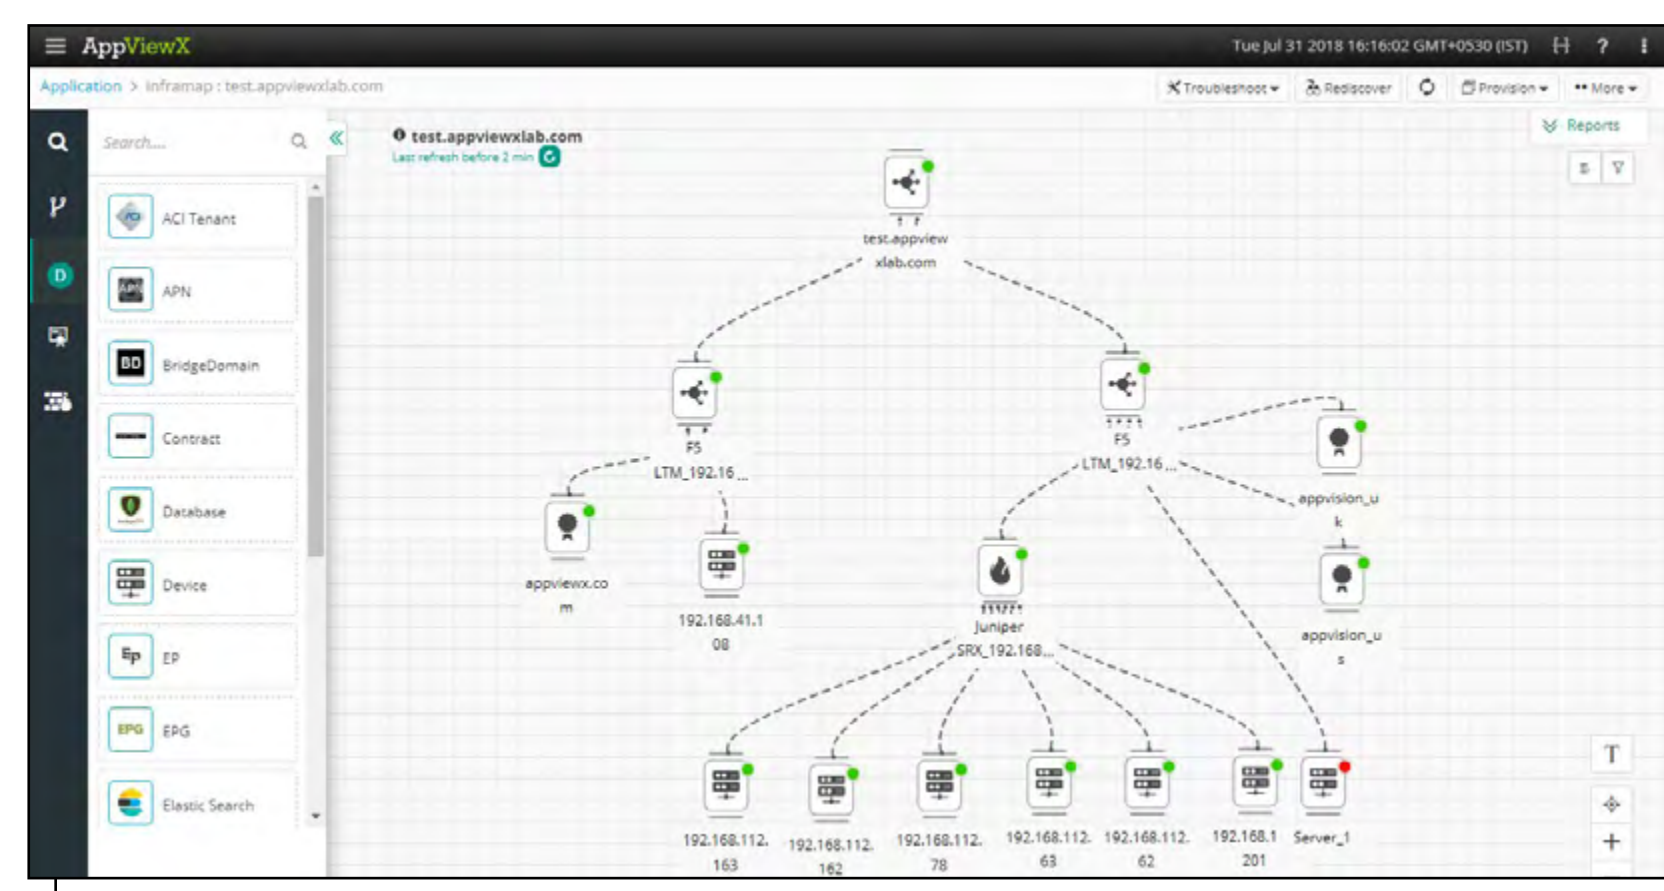 AppViewX
Tue Jul 31 2018 16:16:02 GMT+0530 (IST)
?
Application > Inframap : test.appviewxlab.com
Troubleshoot
Rediscover
Provision
More
Search....
test.appviewxlab.com
Last refresh before 2 min
Reports
ACI Tenant
D
APN
BD
BridgeDomain
Contract
Database
Device
Ep
EP
EPG
EPG
Elastic Search
test.appview
xlab.com
F5
LTM_192.16 ...
F5
LTM_192.16 ...
appvision_u
k
appviewx.co
m
192.168.41.1
08
Juniper
SRX_192.168...
appvision_u
s
192.168.112.
163
192.168.112.
162
192.168.112.
78
192.168.112.
63
192.168.112.
62
192.168.1
201
Server_1
T
+